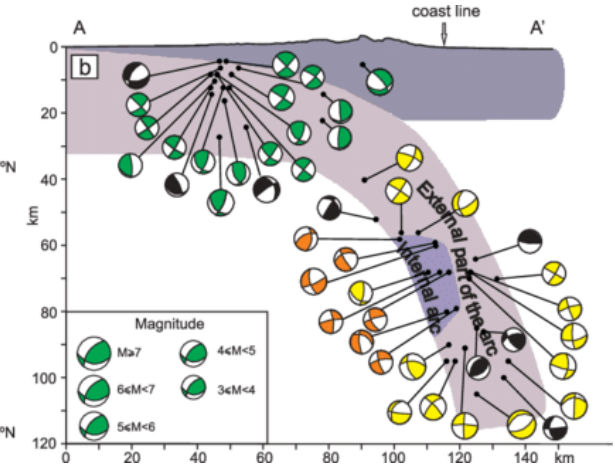 coast line
A
A'
b
0
20
40
60
80
100
120
km
°N
°N
External part of the arc
Internal arc
Magnitude
M⩾7
4⩽M<5
6⩽M<7
3⩽M<4
5⩽M<6
0 20 40 60 80 100 120 140 km